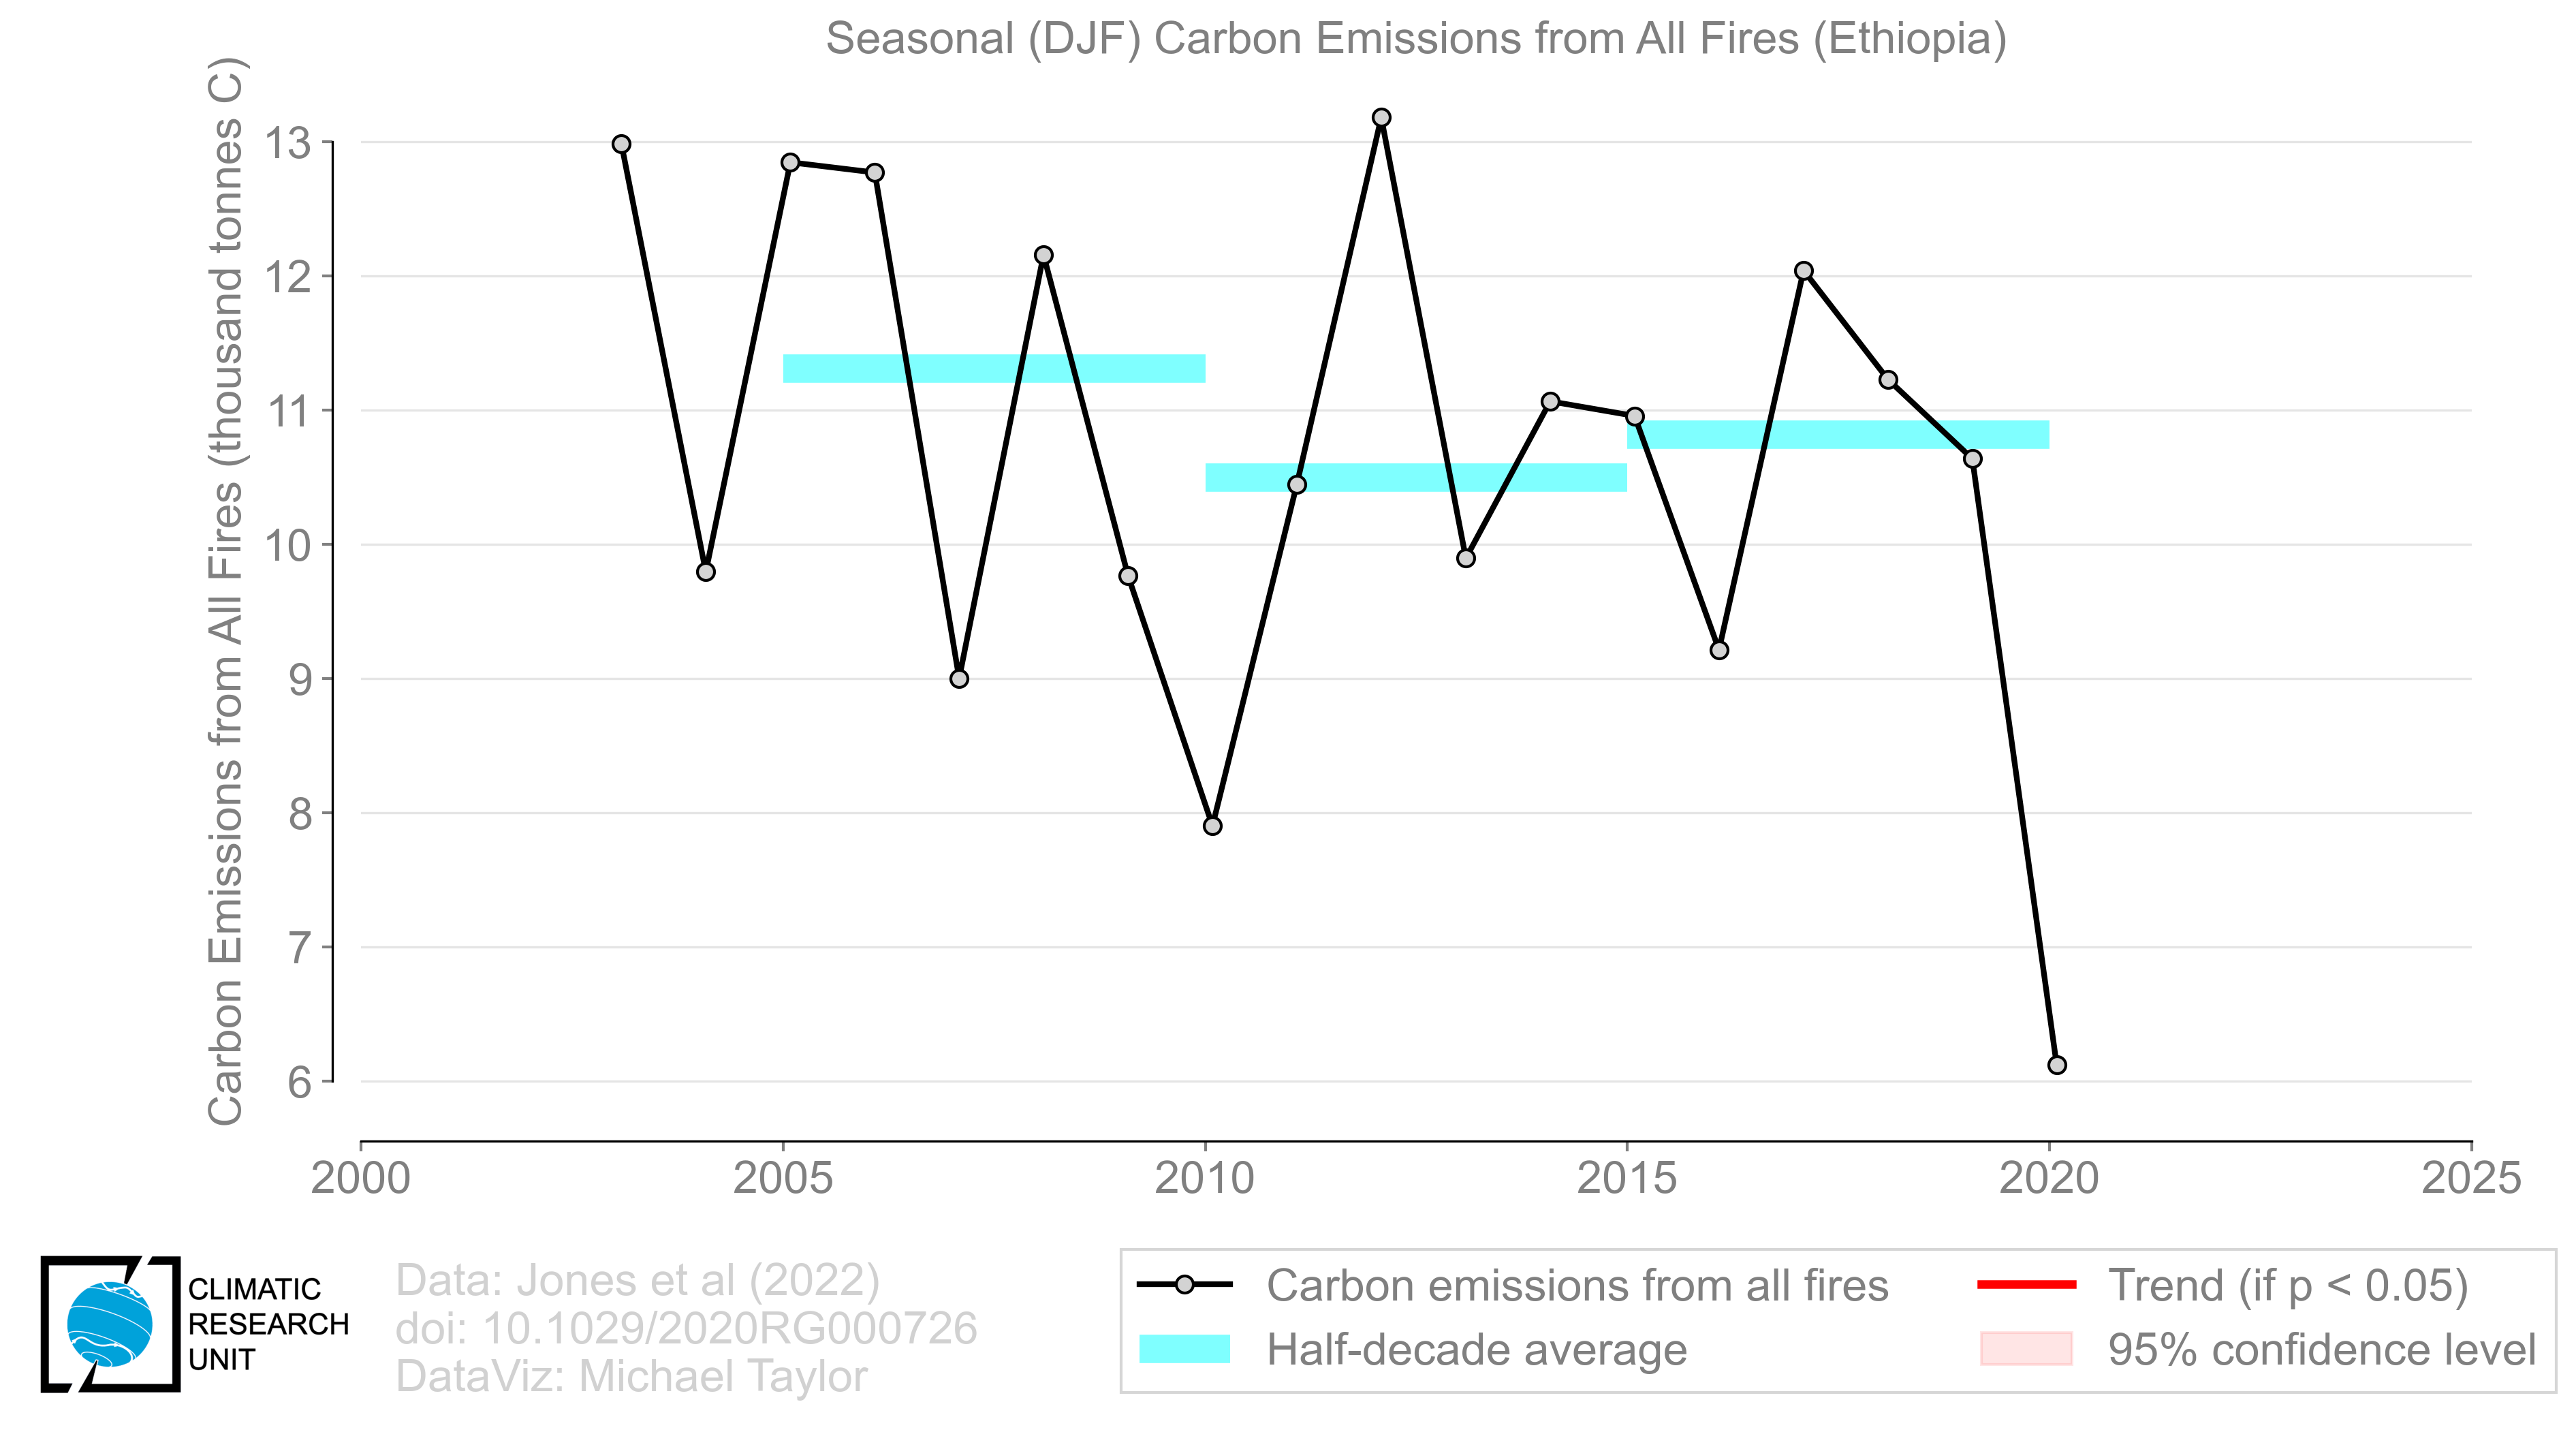 Seasonal (DJF) Carbon Emissions from All Fires (Ethiopia)
Carbon Emissions from All Fires (thousand tonnes C)
13
12
11
10
9
8
7
6
2000 2005 2010 2015 2020 2025
CLIMATIC
RESEARCH
UNIT
Data: Jones et al (2022)
doi: 10.1029/2020RG000726
DataViz: Michael Taylor
Carbon emissions from all fires
Half-decade average
Trend (if p < 0.05)
95% confidence level